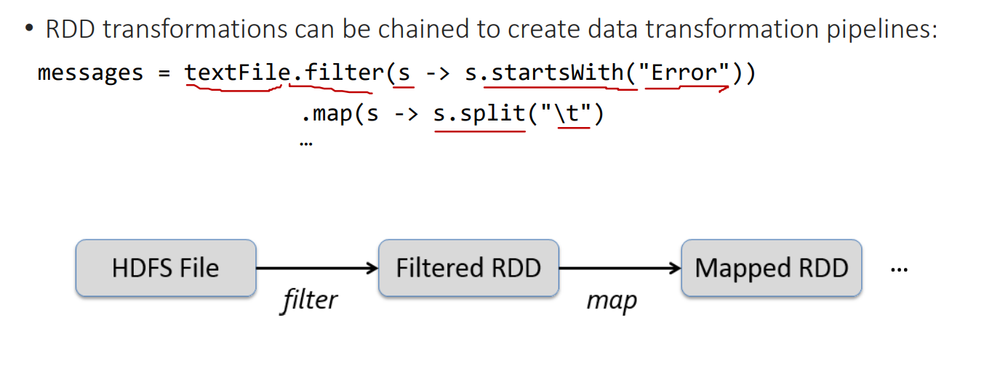 • RDD transformations can be chained to create data transformation pipelines:
messages = textFile.filter(s -> s.startsWith("Error"))
.map(s -> s.split("\t")
…
HDFS File
Filtered RDD
Mapped RDD
…
filter
map